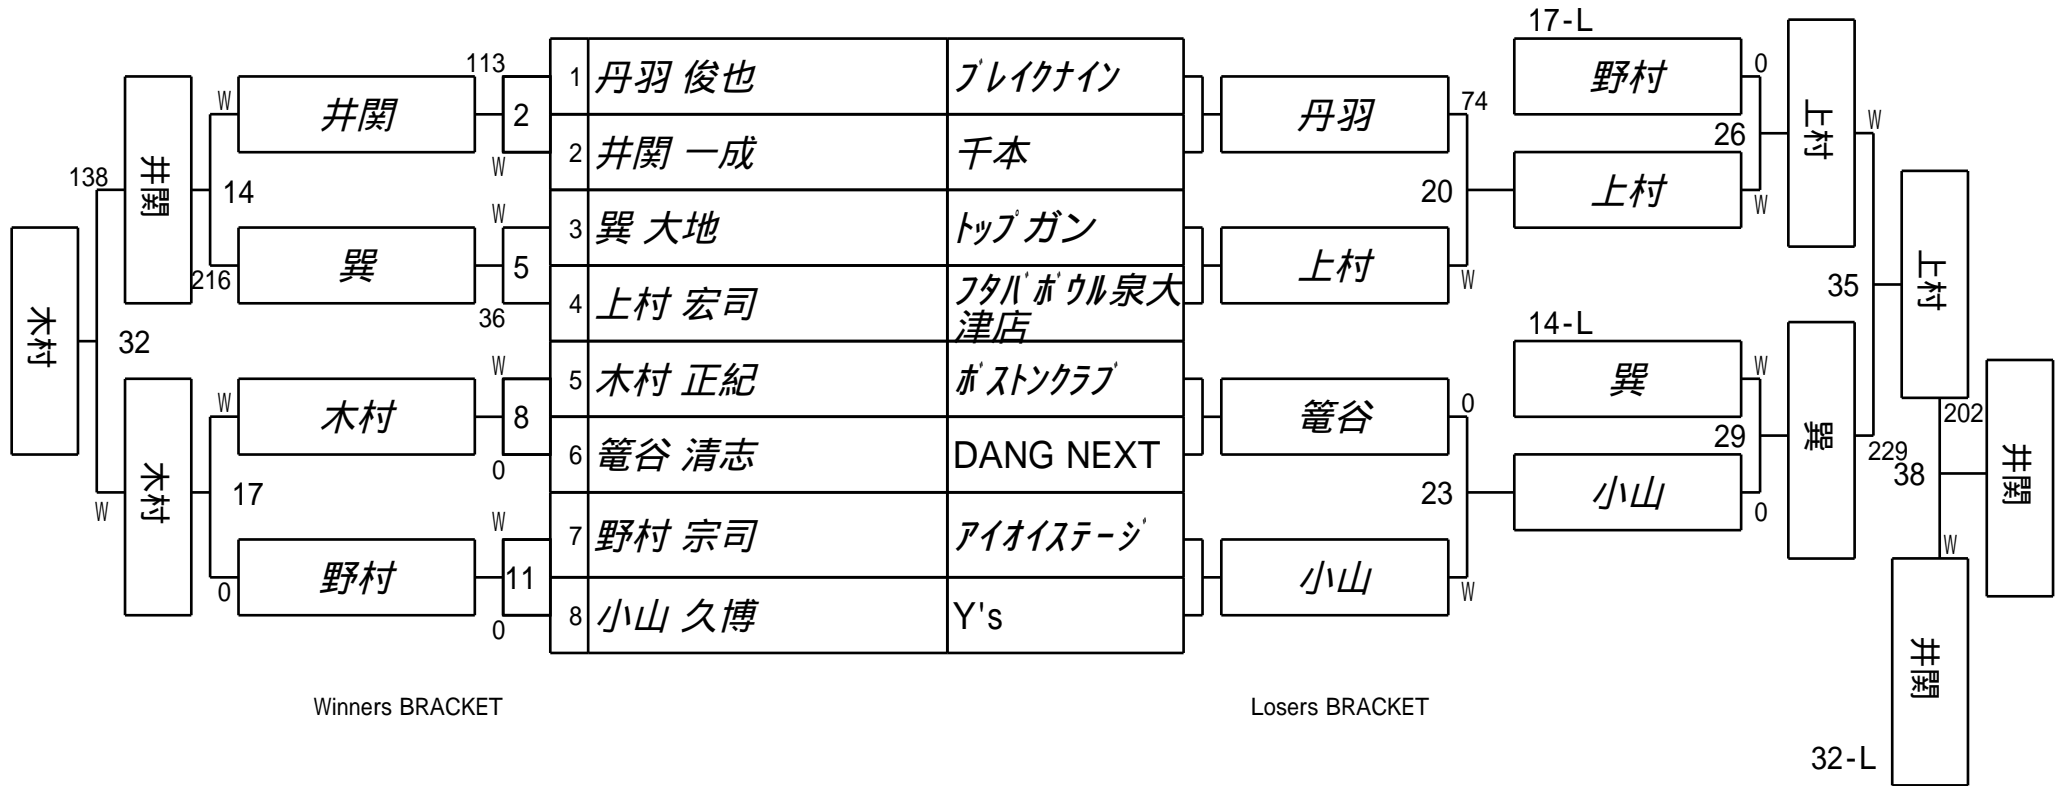 17-L
113
1 丹羽 俊也 ブレイクナイン
野村
0
W
井関
2
丹羽
74
上村
W
26
2 井関 一成 千本
W
井関
138
14
20
上村
W
W
3 巽 大地 トップガン
巽
216
5
上村
W
上村
36
4 上村 宏司 フタバボウル泉大
津店
35
木村
32
14-L
W
5 木村 正紀 ボストンクラブ
巽
W
W
木村
8
篭谷
0
巽
202
0
6 篭谷 清志 DANG NEXT
29
229
38
井関
木村
W
17
23
小山
0
W
7 野村 宗司 アイオイステージ
W
野村
0
11
小山
W
0
8 小山 久博 Y's
井関
Winners BRACKET
Losers BRACKET
32-L